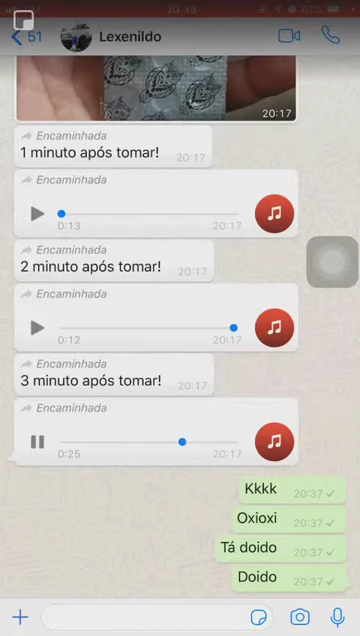 51
Lexenildo
20:17
Encaminhada
1 minuto após tomar!
20:17
Encaminhada
0:13
20:17
Encaminhada
2 minuto após tomar!
20:17
Encaminhada
0:12
20:17
Encaminhada
3 minuto após tomar!
20:17
Encaminhada
0:25
20:17
Kkkk
20:37
Oxioxi
20:37
Tá doido
20:37
Doido
20:37